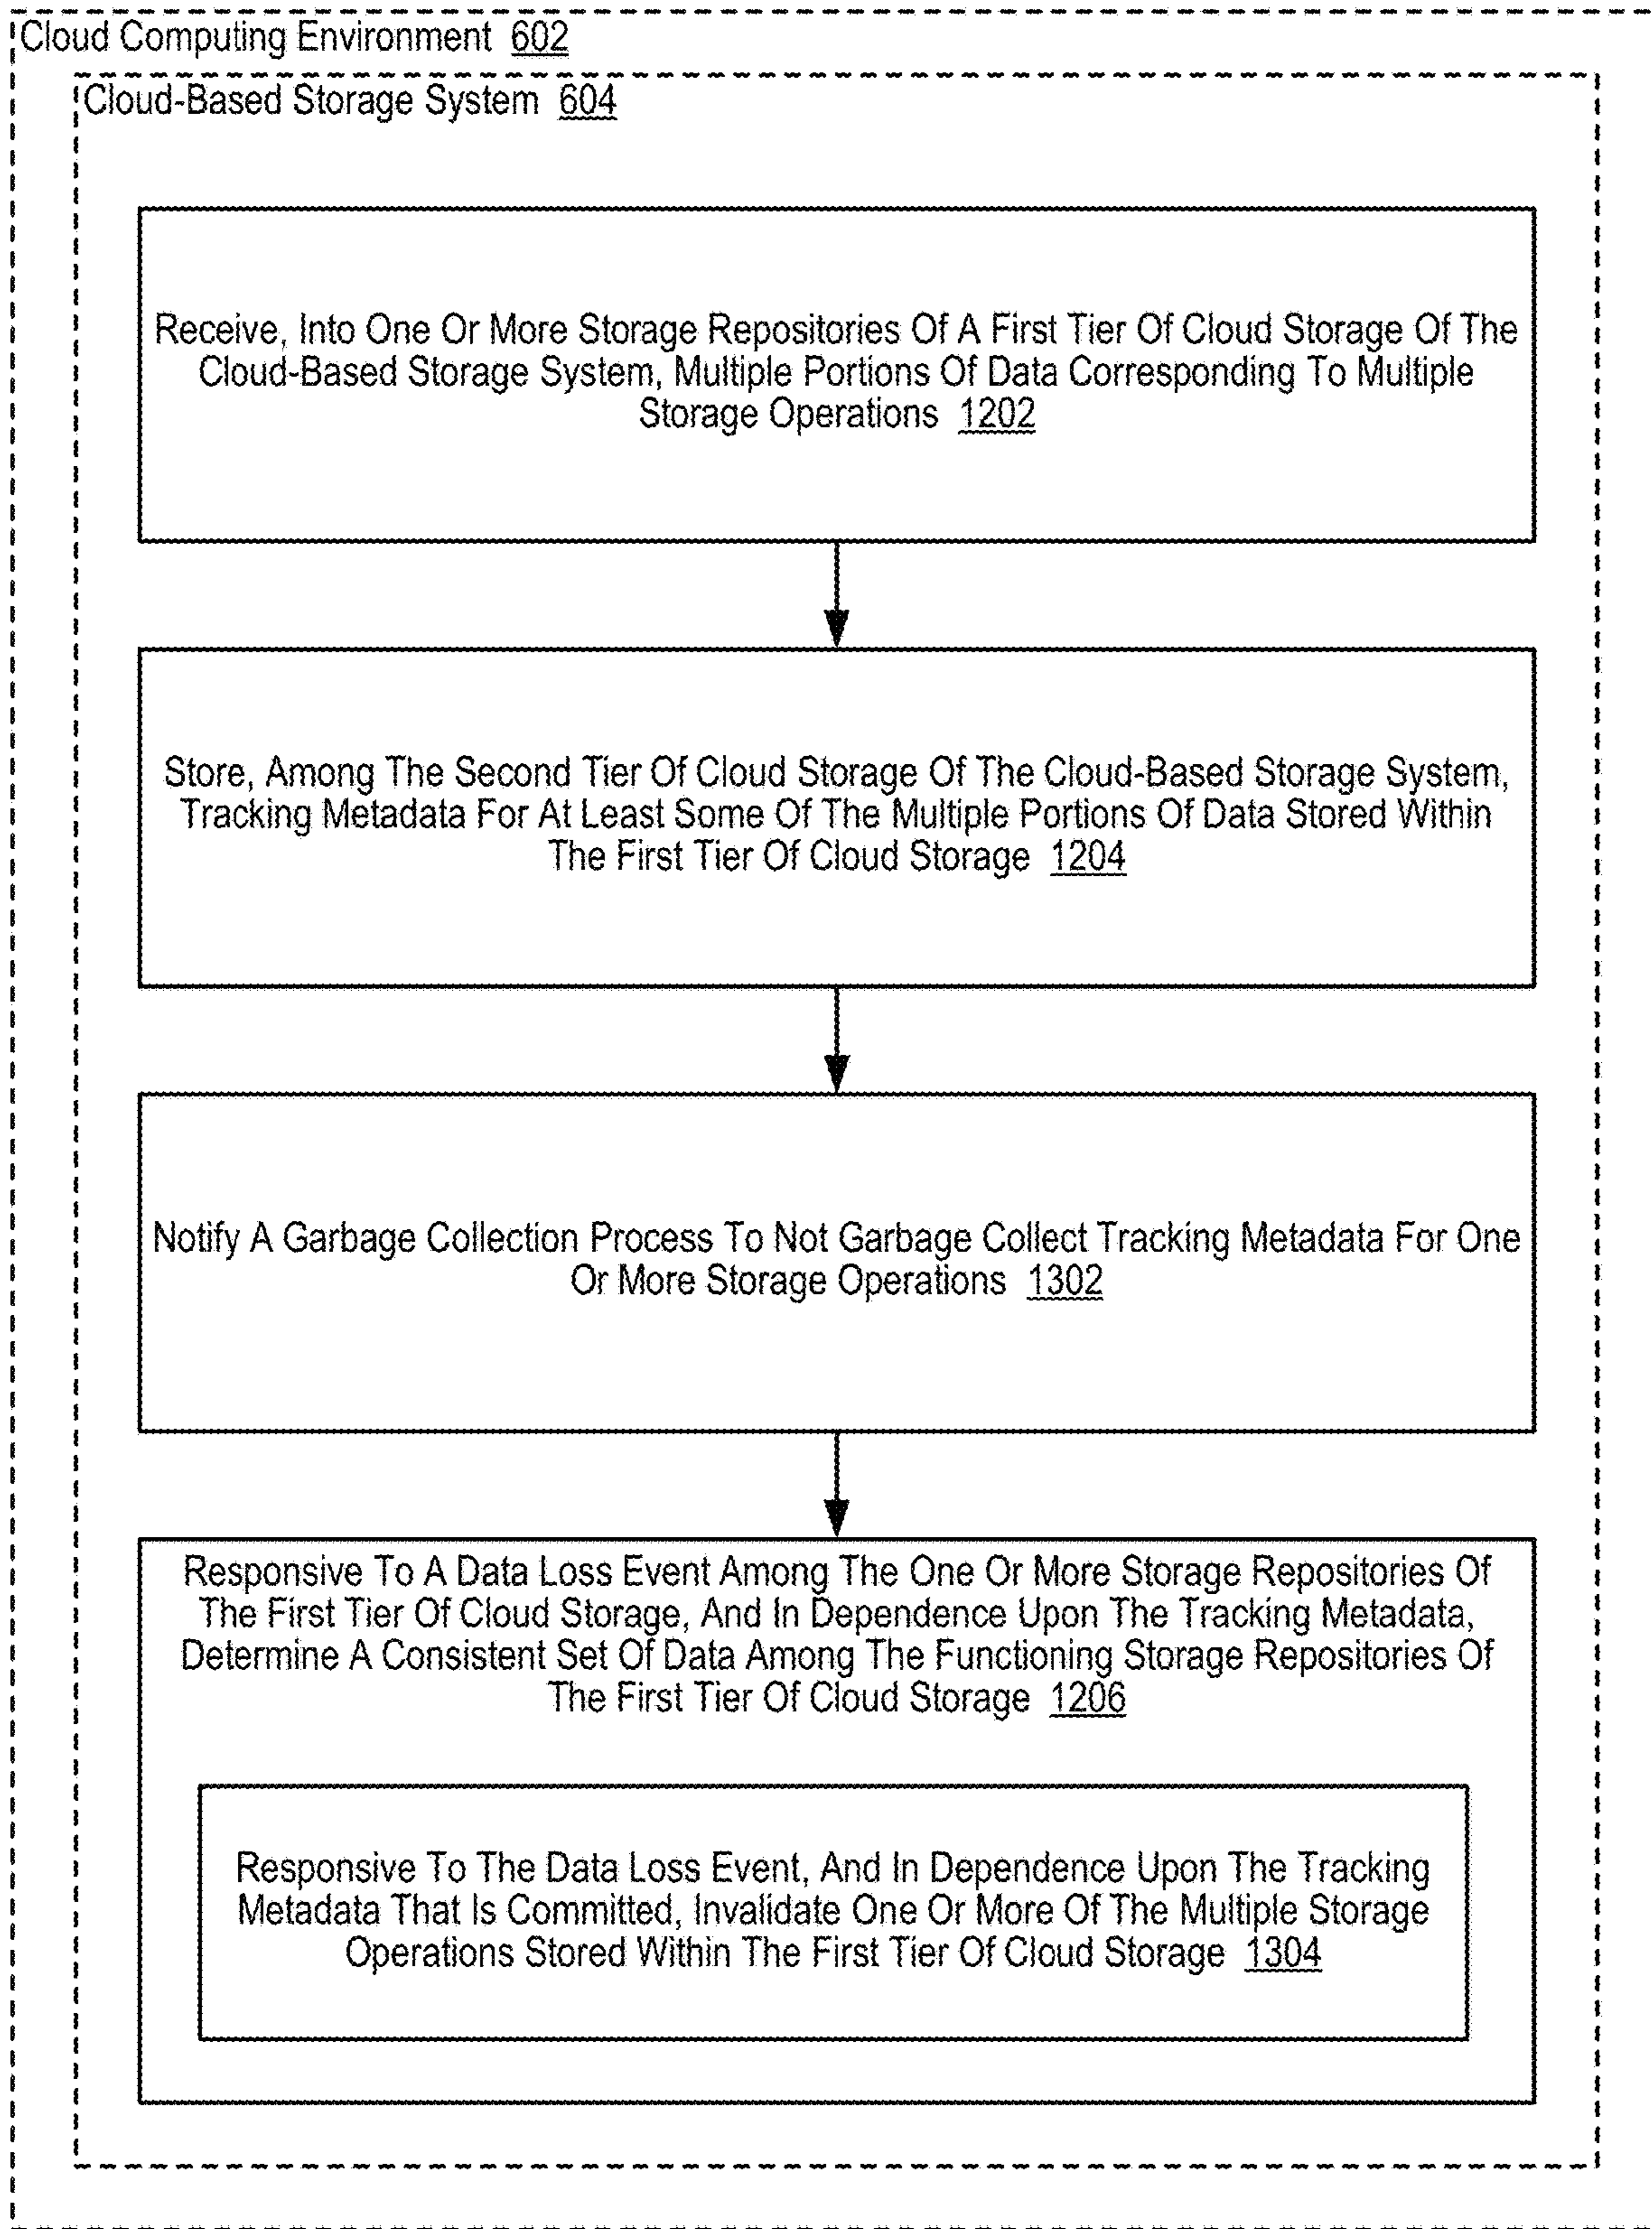 Cloud Computing Environment 602
Cloud-Based Storage System 604
Receive, Into One Or More Storage Repositories Of A First Tier Of Cloud Storage Of The
Cloud-Based Storage System, Multiple Portions Of Data Corresponding To Multiple
Storage Operations 1202
Store, Among The Second Tier Of Cloud Storage Of The Cloud-Based Storage System,
Tracking Metadata For At Least Some Of The Multiple Portions Of Data Stored Within
The First Tier Of Cloud Storage 1204
Notify A Garbage Collection Process To Not Garbage Collect Tracking Metadata For One
Or More Storage Operations 1302
Responsive To A Data Loss Event Among The One Or More Storage Repositories Of
The First Tier Of Cloud Storage, And In Dependence Upon The Tracking Metadata,
Determine A Consistent Set Of Data Among The Functioning Storage Repositories Of
The First Tier Of Cloud Storage 1206
Responsive To The Data Loss Event, And In Dependence Upon The Tracking
Metadata That Is Committed, Invalidate One Or More Of The Multiple Storage
Operations Stored Within The First Tier Of Cloud Storage 1304